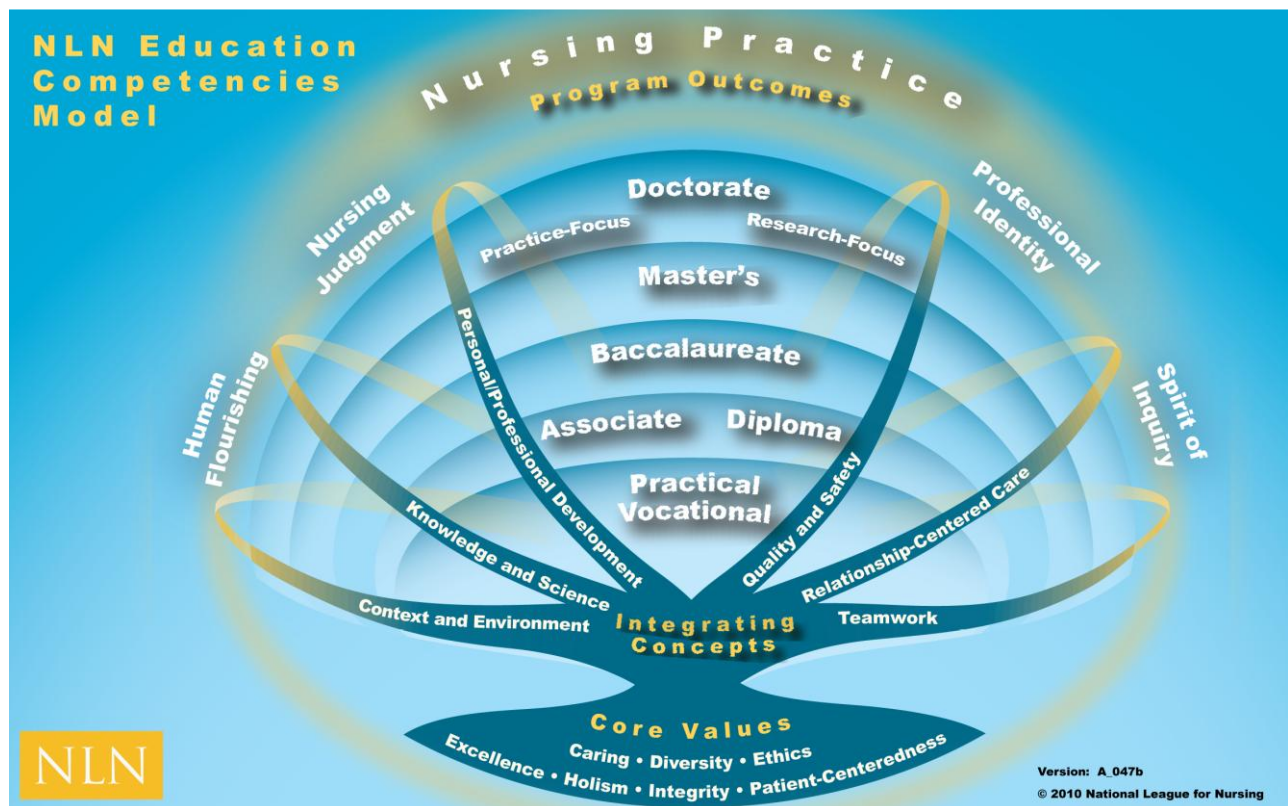 NLN Education
Competencies
Model
Nursing Practice
Program Outcomes
Human
Flourishing
Nursing
Judgment
Professional
Identity
Spirit of
Inquiry
Doctorate
Practice-Focus
Research-Focus
Master's
Baccalaureate
Associate
Diploma
Practical
Vocational
Context and Environment
Knowledge and Science
Personal/Professional Development
Quality and Safety
Relationship-Centered Care
Teamwork
Integrating
Concepts
Core Values
Caring • Diversity • Ethics
Excellence • Holism • Integrity • Patient-Centeredness
NLN
Version: A_047b
© 2010 National League for Nursing